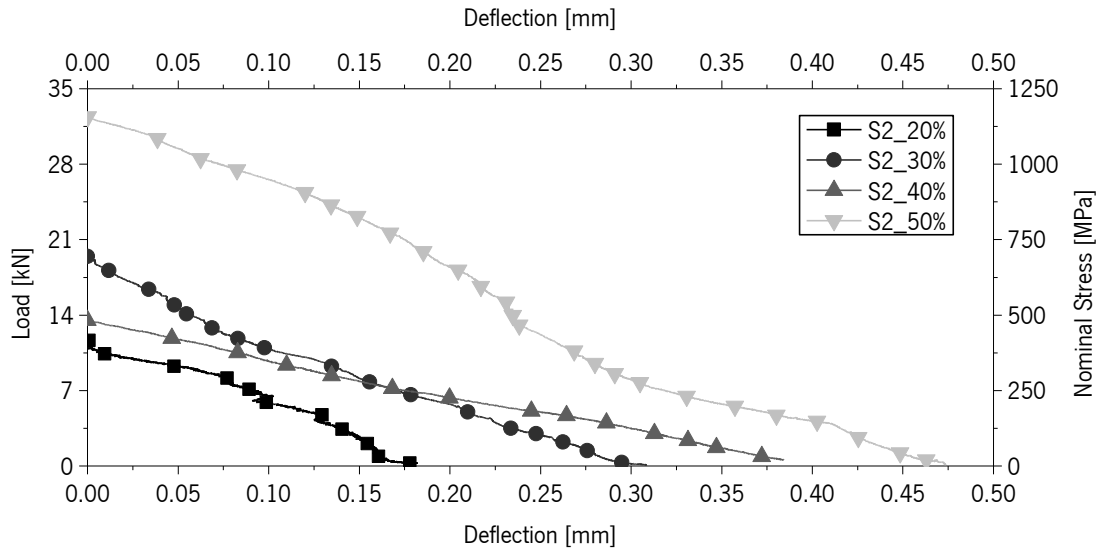 Deflection [mm]
0.00 0.05 0.10 0.15 0.20 0.25 0.30 0.35 0.40 0.45 0.50
35 1250
S2_20%
S2_30%
28 1000
S2_40%
S2_50%
21 750
Load [kN]
Nominal Stress [MPa]
14 500
7 250
0 0
0.00 0.05 0.10 0.15 0.20 0.25 0.30 0.35 0.40 0.45 0.50
Deflection [mm]